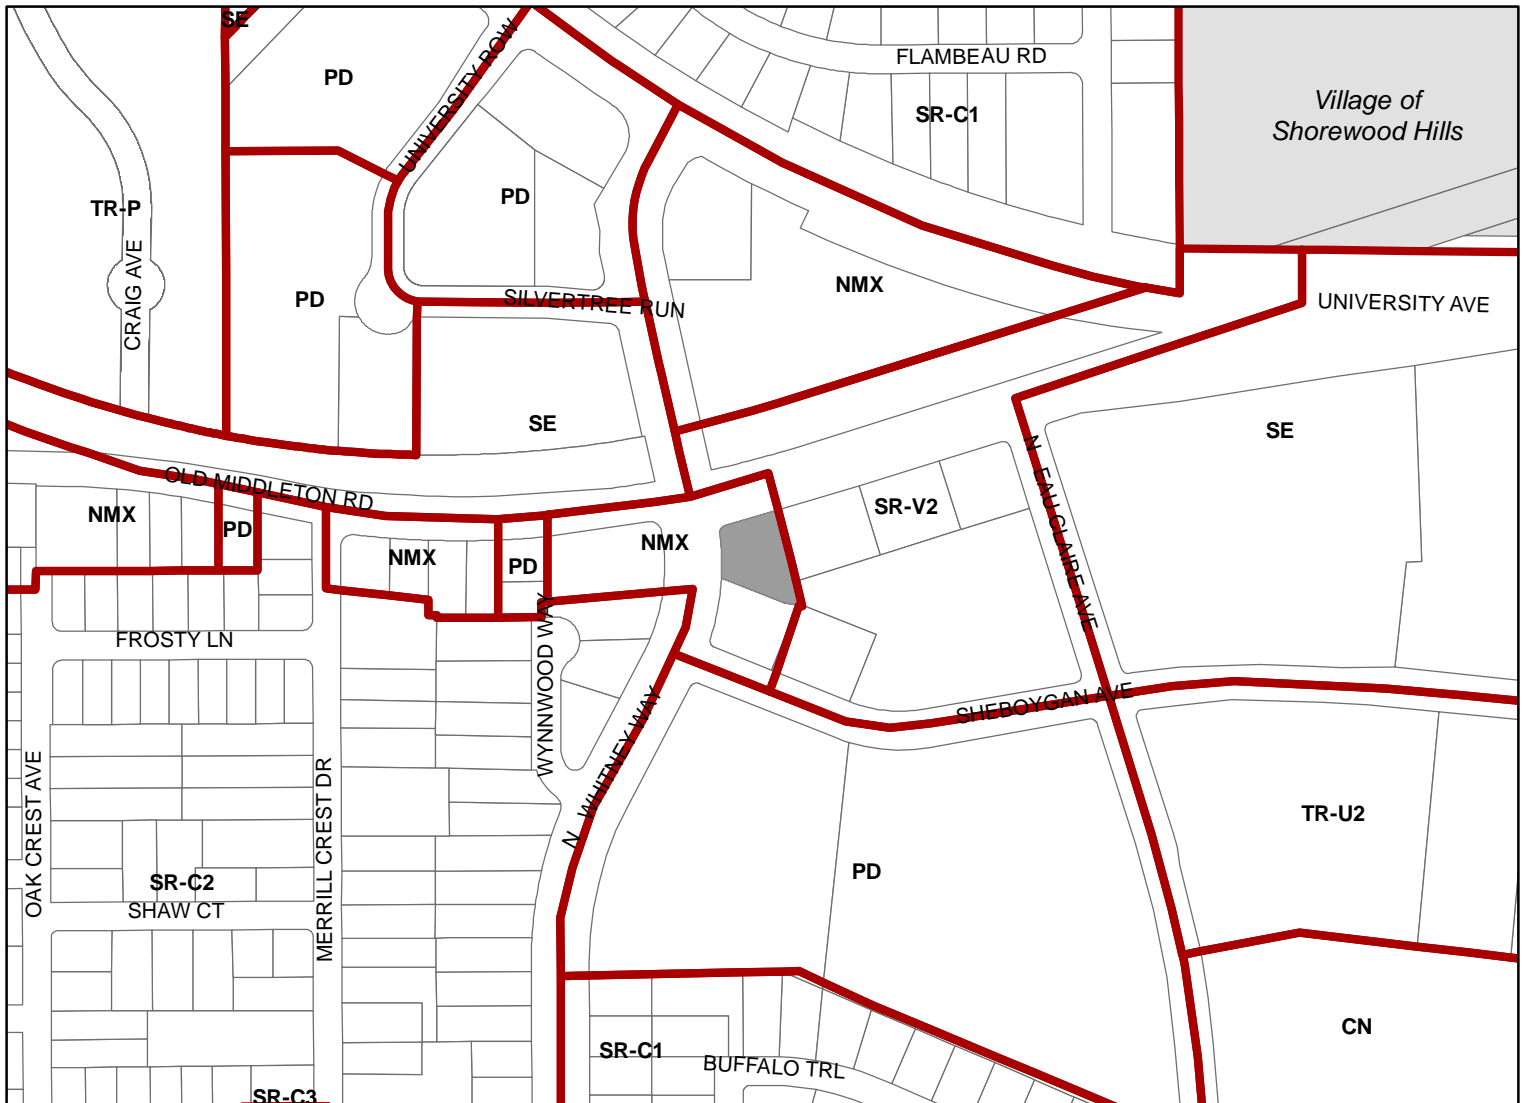 SE
PD
UNIVERSITY ROW
FLAMBEAU RD
SR-C1
Village of
Shorewood Hills
TR-P
PD
CRAIG AVE
PD
SILVERTREE RUN
NMX
UNIVERSITY AVE
SE
SE
OLD MIDDLETON RD
NMX
PD
NMX
PD
NMX
SR-V2
N EAU CLAIRE AVE
FROSTY LN
WYNNWOOD WAY
N WHITNEY WAY
SHEBOYGAN AVE
OAK CREST AVE
MERRILL CREST DR
TR-U2
PD
SR-C2
SHAW CT
CN
SR-C1
BUFFALO TRL
SR-C3